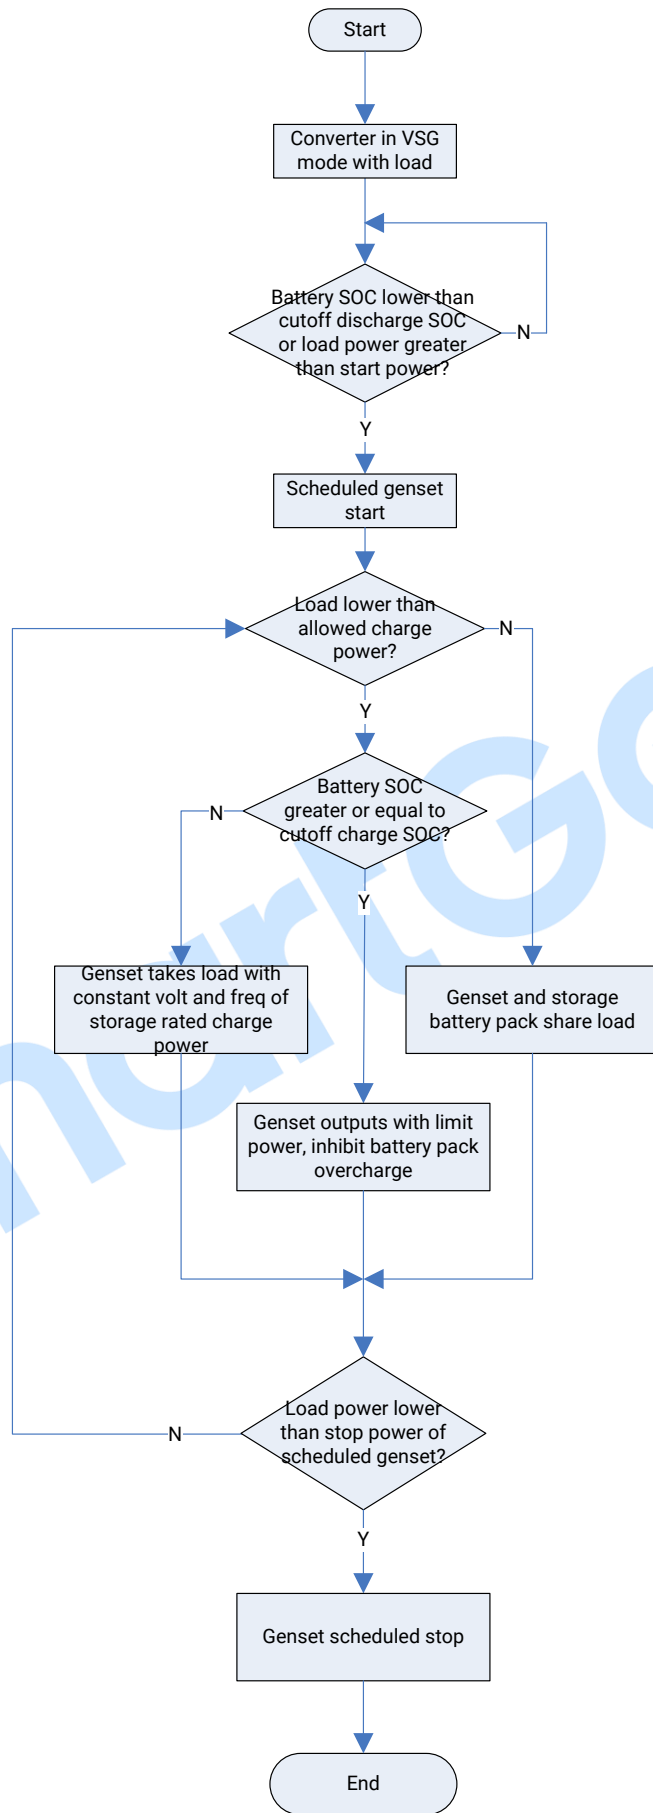 Start
Converter in VSG
mode with load
Battery SOC lower than
cutoff discharge SOC
or load power greater
than start power?
N
Y
Scheduled genset
start
Load lower than
allowed charge
power?
N
Y
Battery SOC
greater or equal to
cutoff charge SOC?
N
Y
Genset takes load with
constant volt and freq of
storage rated charge
power
Genset and storage
battery pack share load
Genset outputs with limit
power, inhibit battery pack
overcharge
Load power lower
than stop power of
scheduled genset?
N
Y
Genset scheduled stop
End